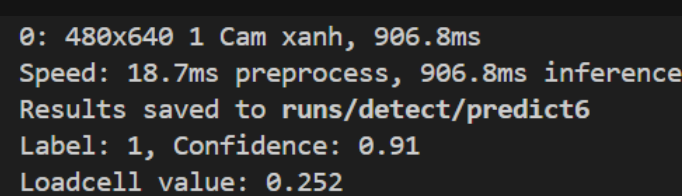 0: 480x640 1 Cam xanh, 906.8ms
Speed: 18.7ms preprocess, 906.8ms inference
Results saved to runs/detect/predict6
Label: 1, Confidence: 0.91
Loadcell value: 0.252